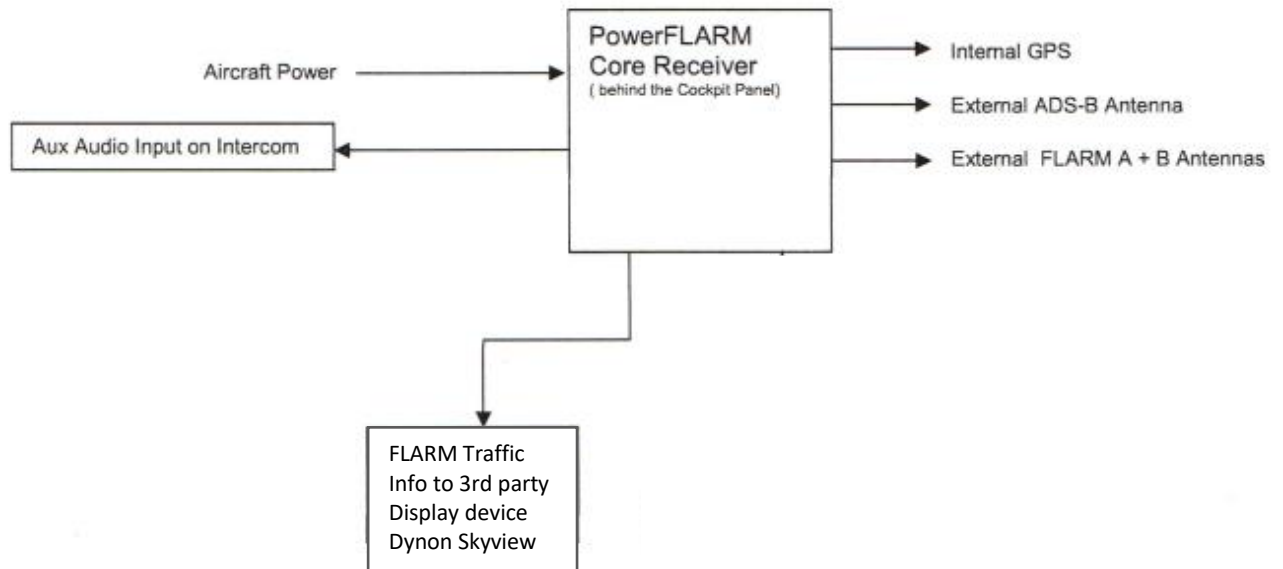 PowerFLARM
Core Receiver
( behind the Cockpit Panel)
Internal GPS
Aircraft Power
External ADS-B Antenna
Aux Audio Input on Intercom
External FLARM A + B Antennas
FLARM Traffic
Info to 3rd party
Display device
Dynon Skyview